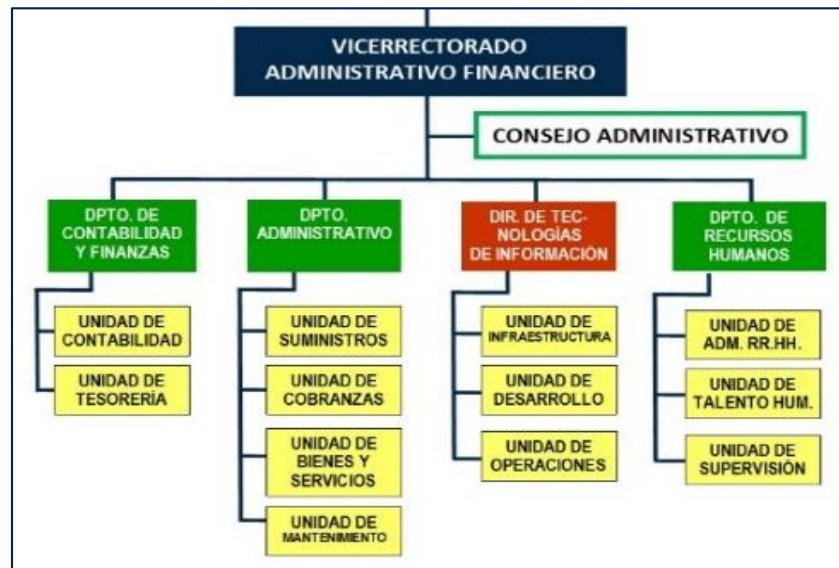 VICERRECTORADO
ADMINISTRATIVO FINANCIERO
CONSEJO ADMINISTRATIVO
DPTO. DE
CONTABILIDAD
Y FINANZAS
UNIDAD DE
CONTABILIDAD
UNIDAD DE
TESORERÍA
DPTO.
ADMINISTRATIVO
UNIDAD DE
SUMINISTROS
UNIDAD DE
COBRANZAS
UNIDAD DE
BIENES Y
SERVICIOS
UNIDAD DE
MANTENIMIENTO
DIR. DE TEC-
NOLOGÍAS
DE INFORMACIÓN
UNIDAD DE
INFRAESTRUCTURA
UNIDAD DE
DESARROLLO
UNIDAD DE
OPERACIONES
DPTO. DE
RECURSOS
HUMANOS
UNIDAD DE
ADM. RR.HH.
UNIDAD DE
TALENTO HUM.
UNIDAD DE
SUPERVISIÓN